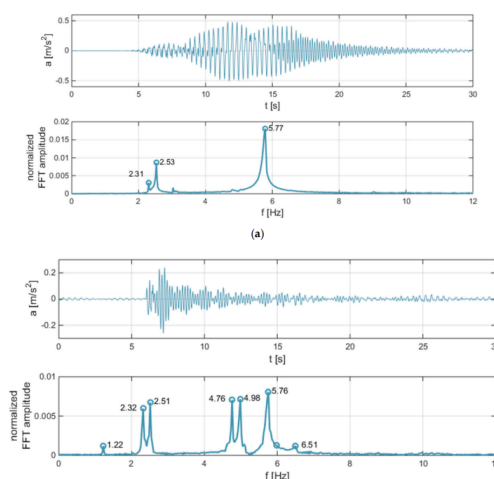 0.5
0
-0.5
a [m/s²]
0 5 10 15 20 25 30
t [s]
0.02
0.015
0.01
0.005
0
normalized
FFT amplitude
2.31
2.53
5.77
0 2 4 6 8 10 12
f [Hz]
(a)
0.2
0
-0.2
a [m/s²]
0 5 10 15 20 25 30
t [s]
0.01
0.005
0
normalized
FFT amplitude
1.22
2.32
2.51
4.76
4.98
5.76
6.51
0 2 4 6 8 10
f [Hz]